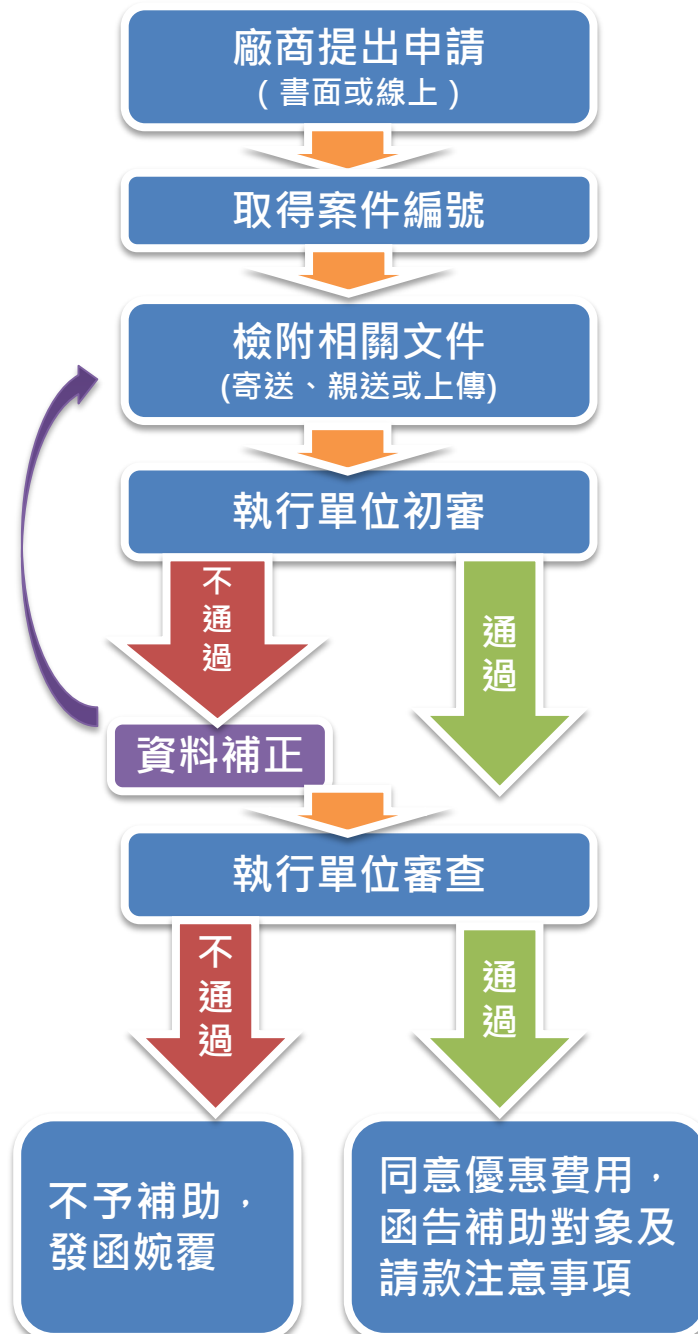 廠商提出申請
(書面或線上)
取得案件編號
檢附相關文件
(寄送、親送或上傳)
執行單位初審
不通過
通過
資料補正
執行單位審查
不通過
通過
不予補助，
發函婉覆
同意優惠費用，
函告補助對象及
請款注意事項